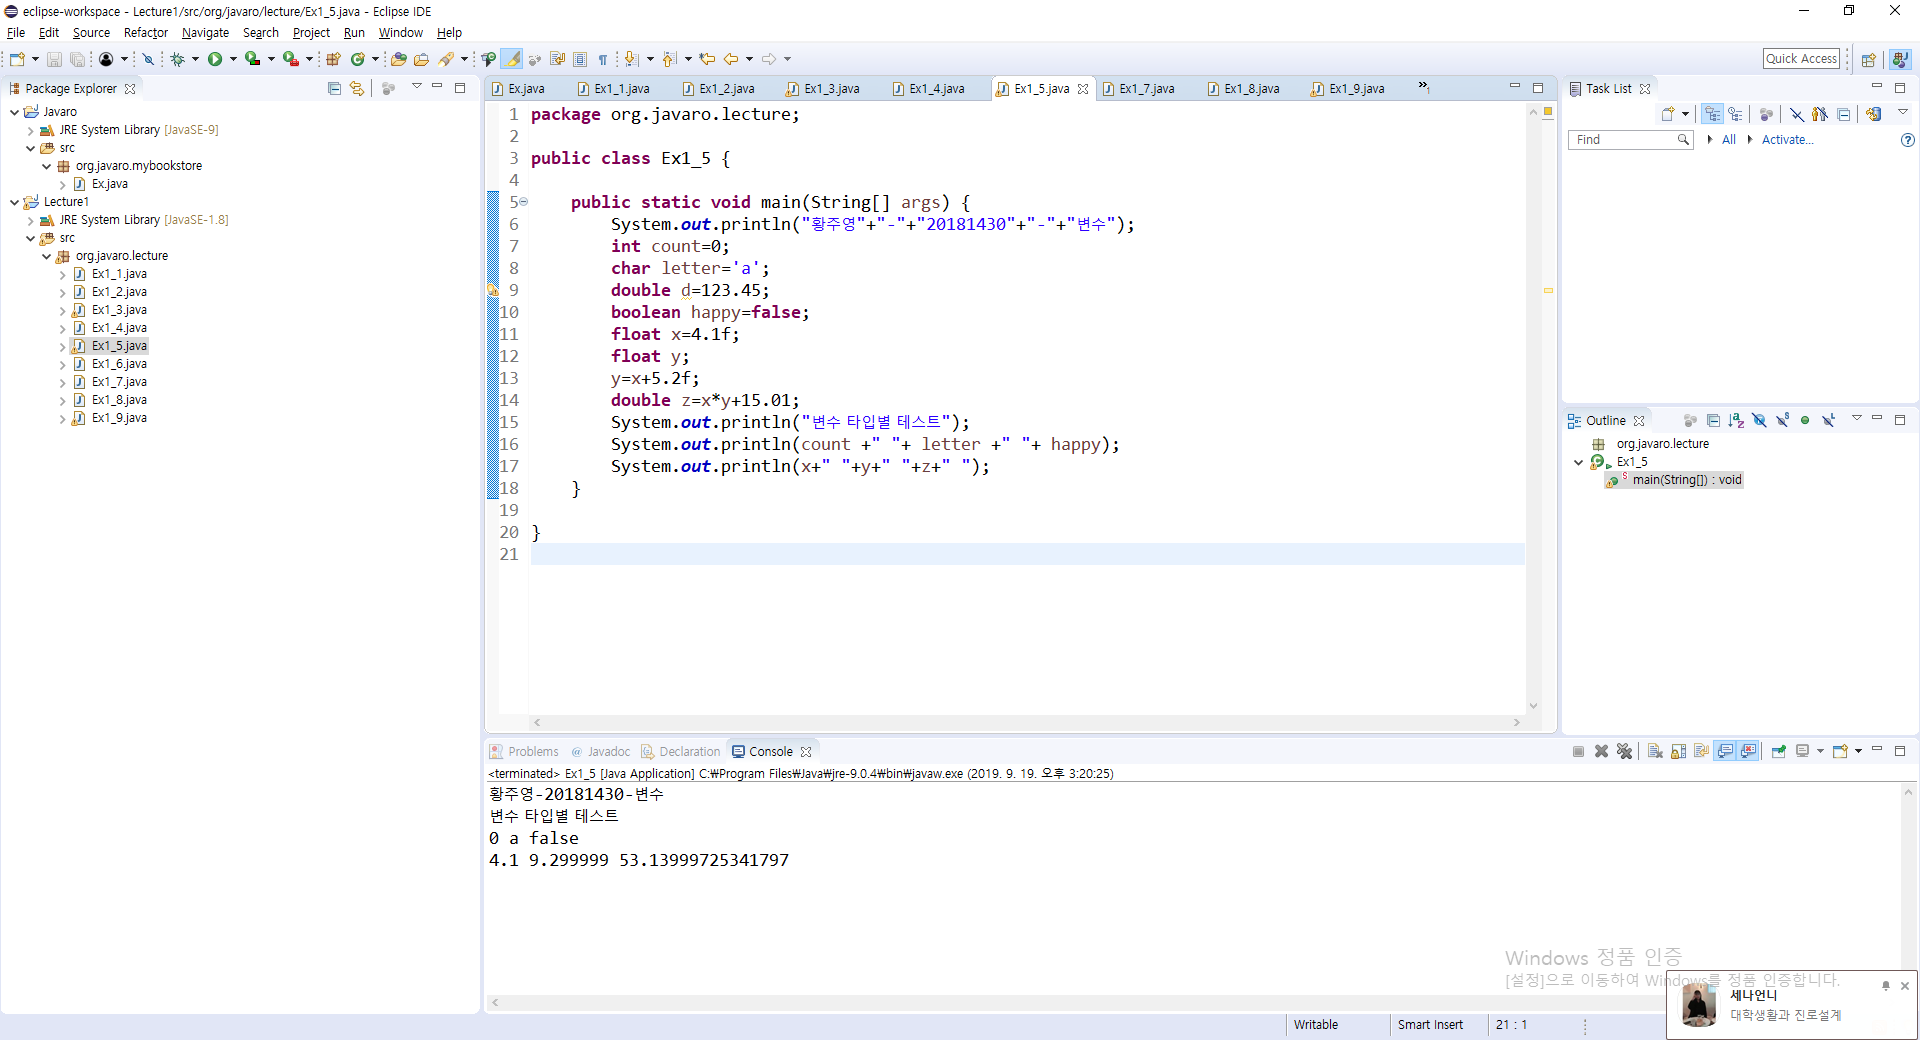 eclipse-workspace - Lecture1/src/org/javaro/lecture/Ex1_5.java - Eclipse IDE
File Edit Source Refactor Navigate Search Project Run Window Help
Quick Access
Package Explorer
Javaro
JRE System Library [JavaSE-9]
src
org.javaro.mybookstore
Ex.java
Lecture1
JRE System Library [JavaSE-1.8]
src
org.javaro.lecture
Ex1_1.java
Ex1_2.java
Ex1_3.java
Ex1_4.java
Ex1_5.java
Ex1_6.java
Ex1_7.java
Ex1_8.java
Ex1_9.java
Ex.java Ex1_1.java Ex1_2.java Ex1_3.java Ex1_4.java Ex1_5.java Ex1_7.java Ex1_8.java Ex1_9.java »1
1 package org.javaro.lecture;
2
3 public class Ex1_5 {
4
5 public static void main(String[] args) {
6 System.out.println("황주영"+"-"+"20181430"+"-"+"변수");
7 int count=0;
8 char letter='a';
9 double d=123.45;
10 boolean happy=false;
11 float x=4.1f;
12 float y;
13 y=x+5.2f;
14 double z=x*y+15.01;
15 System.out.println("변수 타입별 테스트");
16 System.out.println(count +" "+ letter +" "+ happy);
17 System.out.println(x+" "+y+" "+z+" ");
18 }
19
20 }
21
Task List
Find All Activate...
Outline
org.javaro.lecture
Ex1_5
main(String[]) : void
Problems @ Javadoc Declaration Console
<terminated> Ex1_5 [Java Application] C:₩Program Files₩Java₩jre-9.0.4₩bin₩javaw.exe (2019. 9. 19. 오후 3:20:25)
황주영-20181430-변수
변수 타입별 테스트
0 a false
4.1 9.299999 53.13999725341797
Windows 정품 인증
[설정]으로 이동하여 Windows를 정품 인증합니다.
세나언니
대학생활과 진로설계
Writable Smart Insert 21 : 1